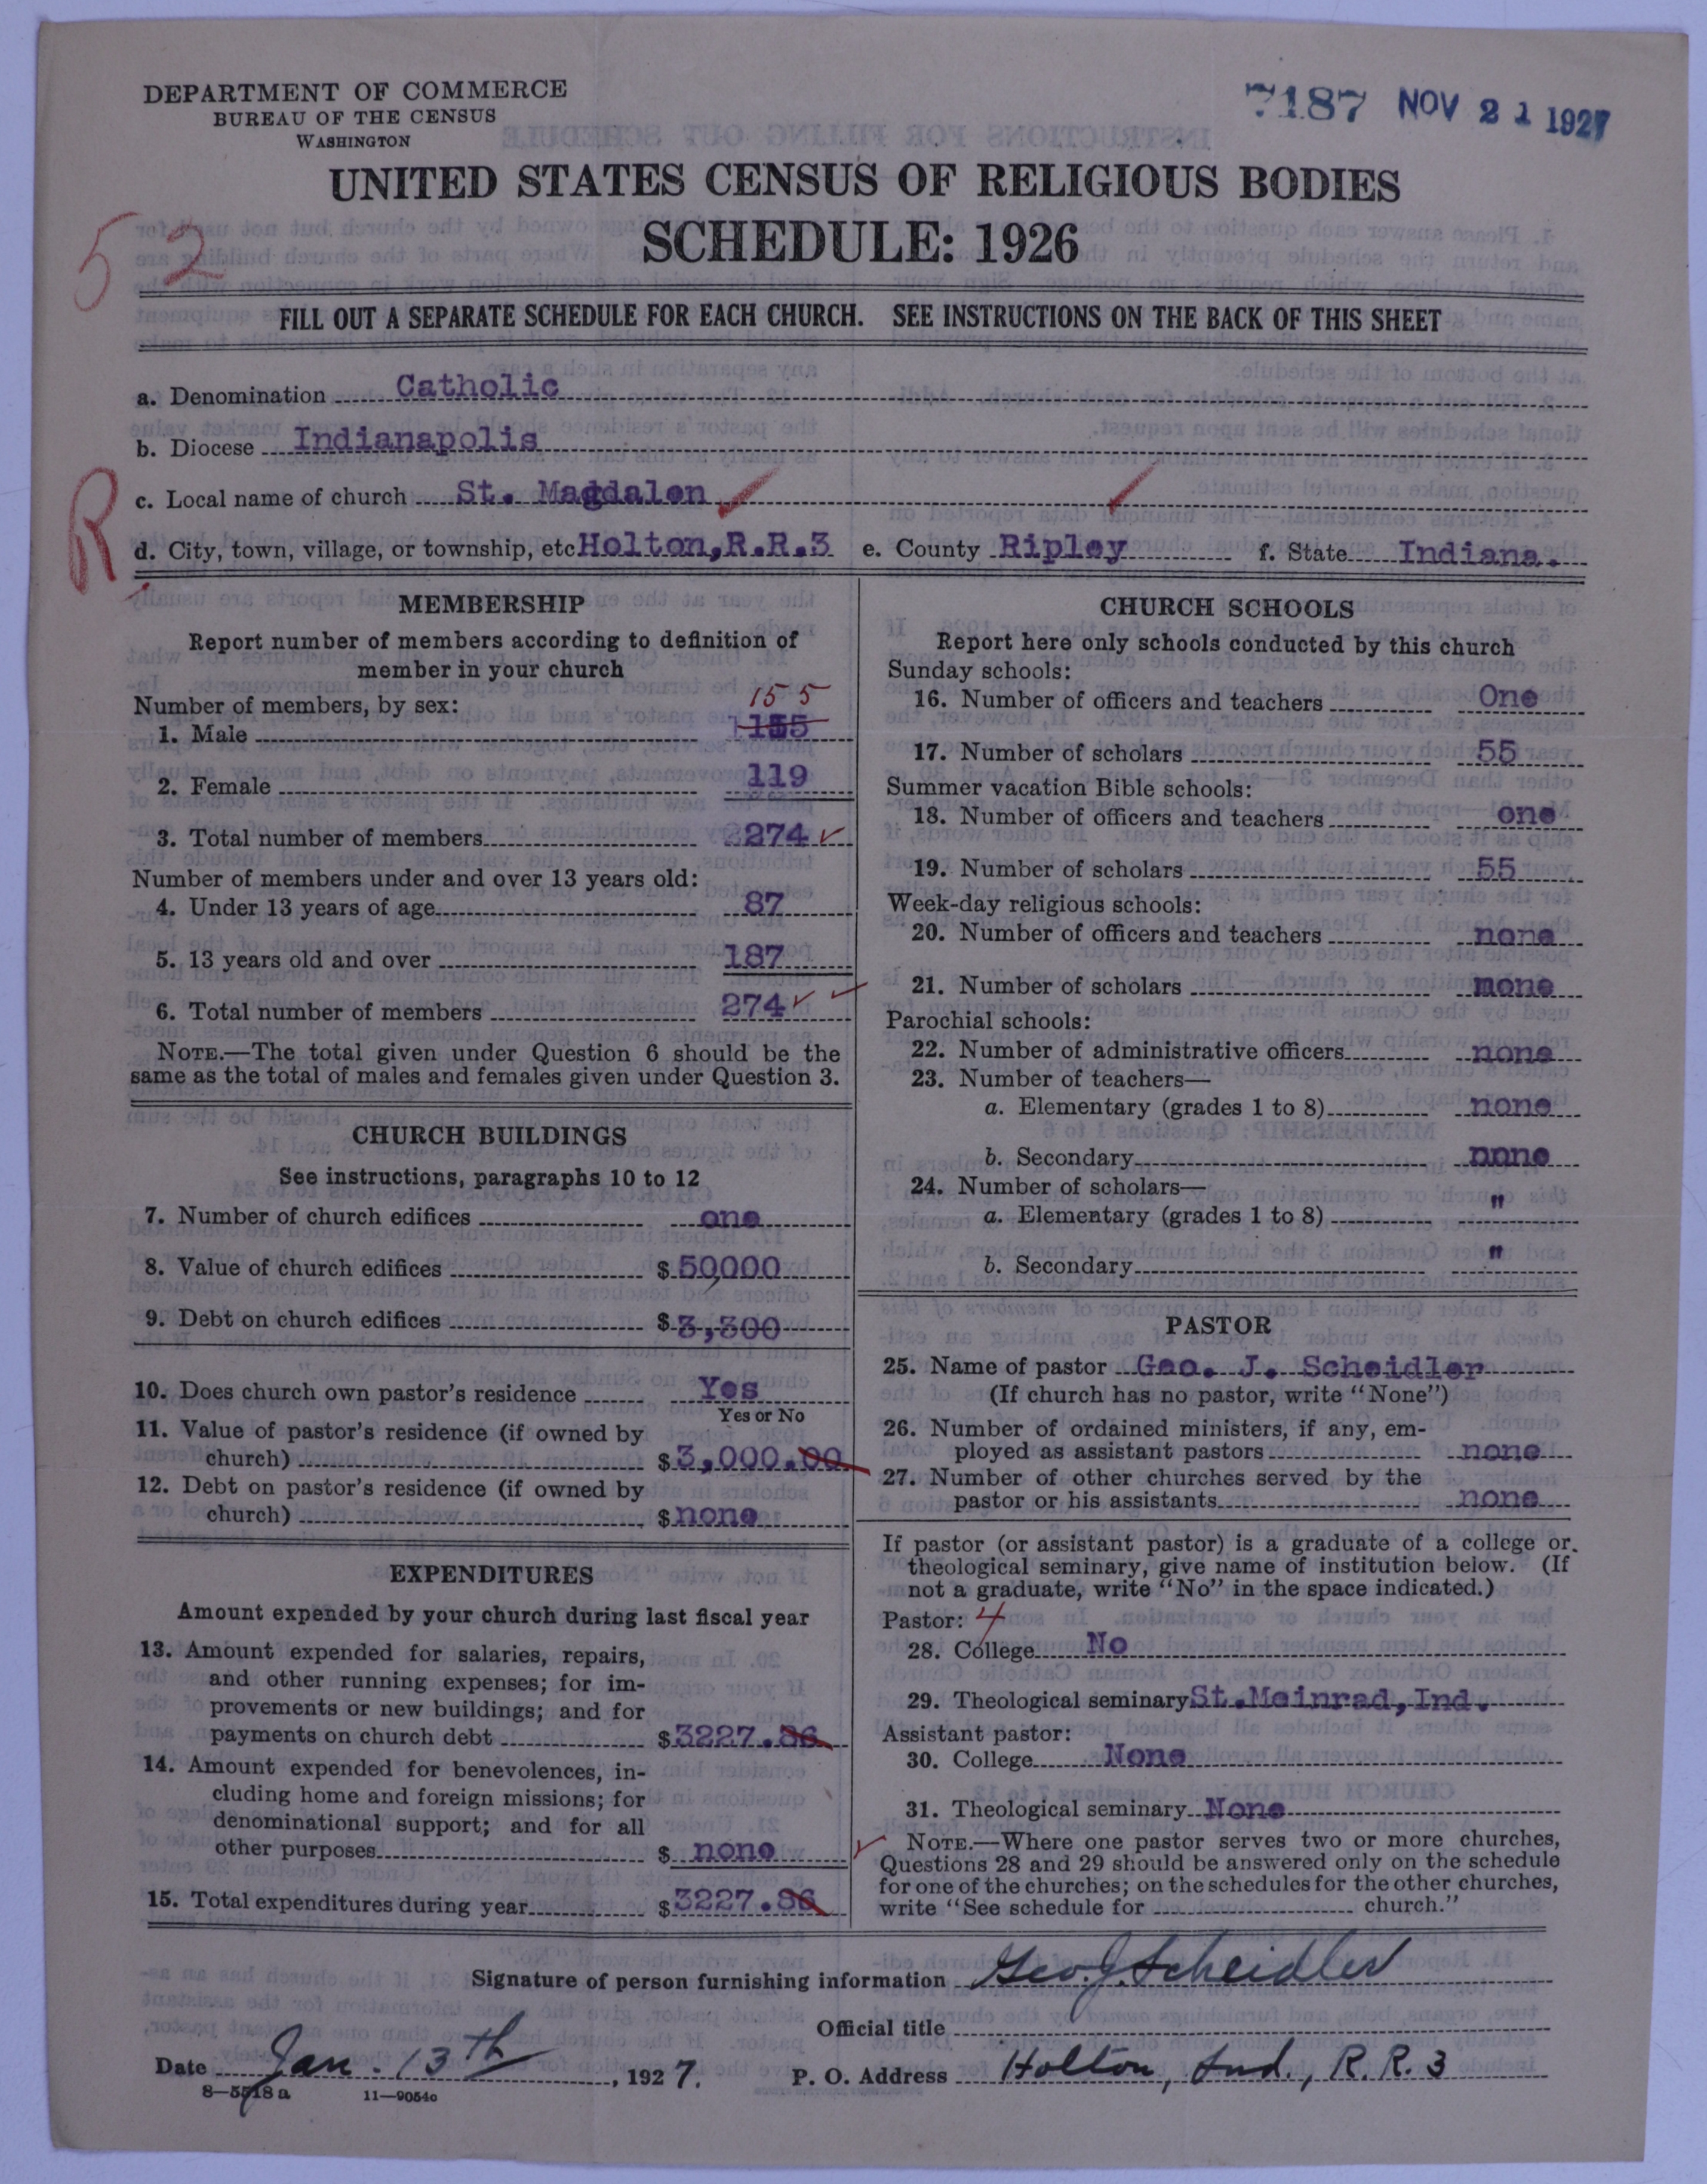 DEPARTMENT OF COMMERCE
BUREAU OF THE CENSUS
WASHINGTON
7187 NOV 21 1927
UNITED STATES CENSUS OF RELIGIOUS BODIES
SCHEDULE: 1926
52
FILL OUT A SEPARATE SCHEDULE FOR EACH CHURCH. SEE INSTRUCTIONS ON THE BACK OF THIS SHEET
a. Denomination Catholic
b. Diocese Indianapolis
c. Local name of church St. Magdalen
R
d. City, town, village, or township, etc Holton, R.R.3 e. County Ripley f. State Indiana.
MEMBERSHIP
Report number of members according to definition of
member in your church
Number of members, by sex:
155
1. Male 155
2. Female 119
3. Total number of members 274
Number of members under and over 13 years old:
4. Under 13 years of age 87
5. 13 years old and over 187
6. Total number of members 274
NOTE.—The total given under Question 6 should be the
same as the total of males and females given under Question 3.
CHURCH BUILDINGS
See instructions, paragraphs 10 to 12
7. Number of church edifices one
8. Value of church edifices $ 50,000
9. Debt on church edifices $ 3,300
10. Does church own pastor's residence Yes
Yes or No
11. Value of pastor's residence (if owned by
church) $ 3,000.00
12. Debt on pastor's residence (if owned by
church) $ none
EXPENDITURES
Amount expended by your church during last fiscal year
13. Amount expended for salaries, repairs,
and other running expenses; for im-
provements or new buildings; and for
payments on church debt $ 3227.86
14. Amount expended for benevolences, in-
cluding home and foreign missions; for
denominational support; and for all
other purposes $ none
15. Total expenditures during year $ 3227.86
CHURCH SCHOOLS
Report here only schools conducted by this church
Sunday schools:
16. Number of officers and teachers One
17. Number of scholars 55
Summer vacation Bible schools:
18. Number of officers and teachers one
19. Number of scholars 55
Week-day religious schools:
20. Number of officers and teachers none
21. Number of scholars none
Parochial schools:
22. Number of administrative officers none
23. Number of teachers—
a. Elementary (grades 1 to 8) none
b. Secondary none
24. Number of scholars—
a. Elementary (grades 1 to 8) "
b. Secondary "
PASTOR
25. Name of pastor Geo. J. Scheidler
(If church has no pastor, write "None")
26. Number of ordained ministers, if any, em-
ployed as assistant pastors none
27. Number of other churches served by the
pastor or his assistants none
If pastor (or assistant pastor) is a graduate of a college or
theological seminary, give name of institution below. (If
not a graduate, write "No" in the space indicated.)
Pastor: 4
28. College No
29. Theological seminary St. Meinrad, Ind.
Assistant pastor:
30. College None
31. Theological seminary None
NOTE.—Where one pastor serves two or more churches,
Questions 28 and 29 should be answered only on the schedule
for one of the churches; on the schedules for the other churches,
write "See schedule for church."
Signature of person furnishing information Geo. J. Scheidler
Official title
Date Jan. 13th, 1927. P. O. Address Holton, Ind., R.R. 3
8—5518a 11—9054c